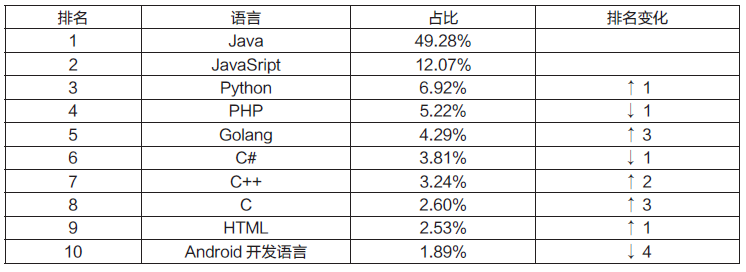 排名 语言 占比 排名变化
1 Java 49.28%
2 JavaSript 12.07%
3 Python 6.92% ↑ 1
4 PHP 5.22% ↓ 1
5 Golang 4.29% ↑ 3
6 C# 3.81% ↓ 1
7 C++ 3.24% ↑ 2
8 C 2.60% ↑ 3
9 HTML 2.53% ↑ 1
10 Android 开发语言 1.89% ↓ 4